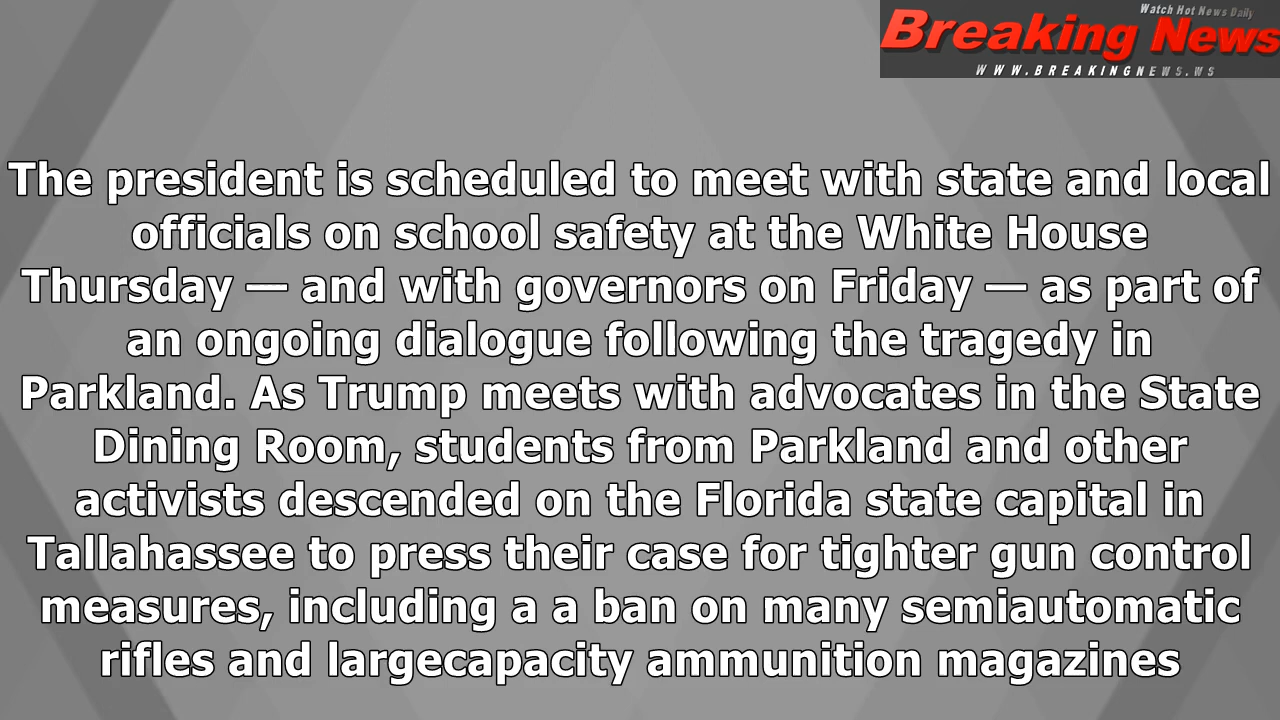 Watch Hot News Daily
Breaking News
WWW.BREAKINGNEWS.WS
The president is scheduled to meet with state and local
officials on school safety at the White House
Thursday — and with governors on Friday — as part of
an ongoing dialogue following the tragedy in
Parkland. As Trump meets with advocates in the State
Dining Room, students from Parkland and other
activists descended on the Florida state capital in
Tallahassee to press their case for tighter gun control
measures, including a a ban on many semiautomatic
rifles and largecapacity ammunition magazines